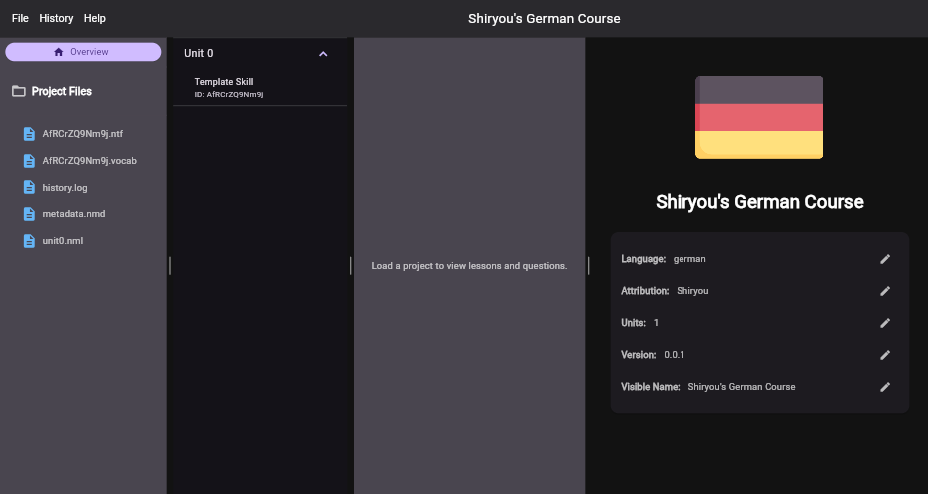 File History Help
Shiryou's German Course
Overview
Project Files
AfRCrZQ9Nm9j.ntf
AfRCrZQ9Nm9j.vocab
history.log
metadata.nmd
unit0.nml
Unit 0
Template Skill
ID: AfRCrZQ9Nm9j
Load a project to view lessons and questions.
Shiryou's German Course
Language: german
Attribution: Shiryou
Units: 1
Version: 0.0.1
Visible Name: Shiryou's German Course